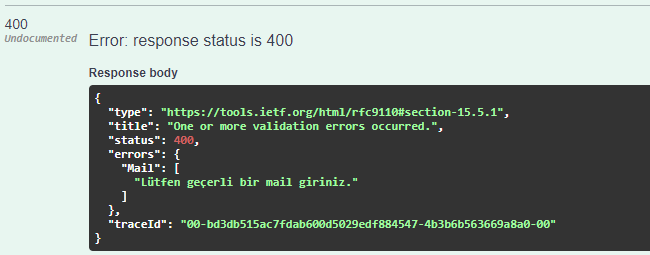 400
Undocumented
Error: response status is 400
Response body
{
  "type": "https://tools.ietf.org/html/rfc9110#section-15.5.1",
  "title": "One or more validation errors occurred.",
  "status": 400,
  "errors": {
    "Mail": [
      "Lütfen geçerli bir mail giriniz."
    ]
  },
  "traceId": "00-bd3db515ac7fdab600d5029edf884547-4b3b6b563669a8a0-00"
}